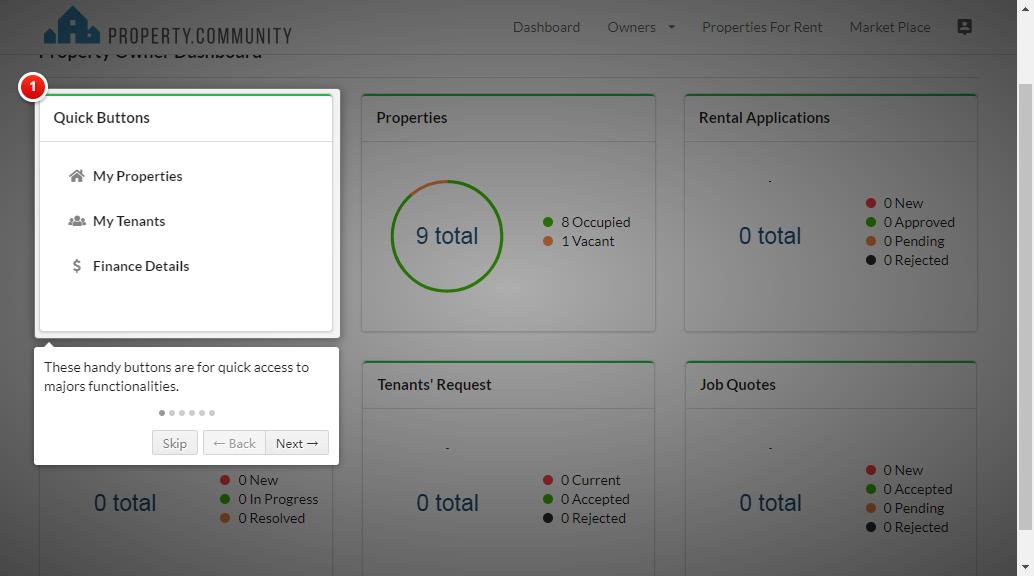 PROPERTY.COMMUNITY
Dashboard
Owners
Properties For Rent
Market Place
Property Owner Dashboard
1
Quick Buttons
My Properties
My Tenants
Finance Details
Properties
9 total
8 Occupied
1 Vacant
Rental Applications
-
0 total
0 New
0 Approved
0 Pending
0 Rejected
These handy buttons are for quick access to
majors functionalities.
Skip
← Back
Next →
0 total
0 New
0 In Progress
0 Resolved
Tenants' Request
-
0 total
0 Current
0 Accepted
0 Rejected
Job Quotes
-
0 total
0 New
0 Accepted
0 Pending
0 Rejected